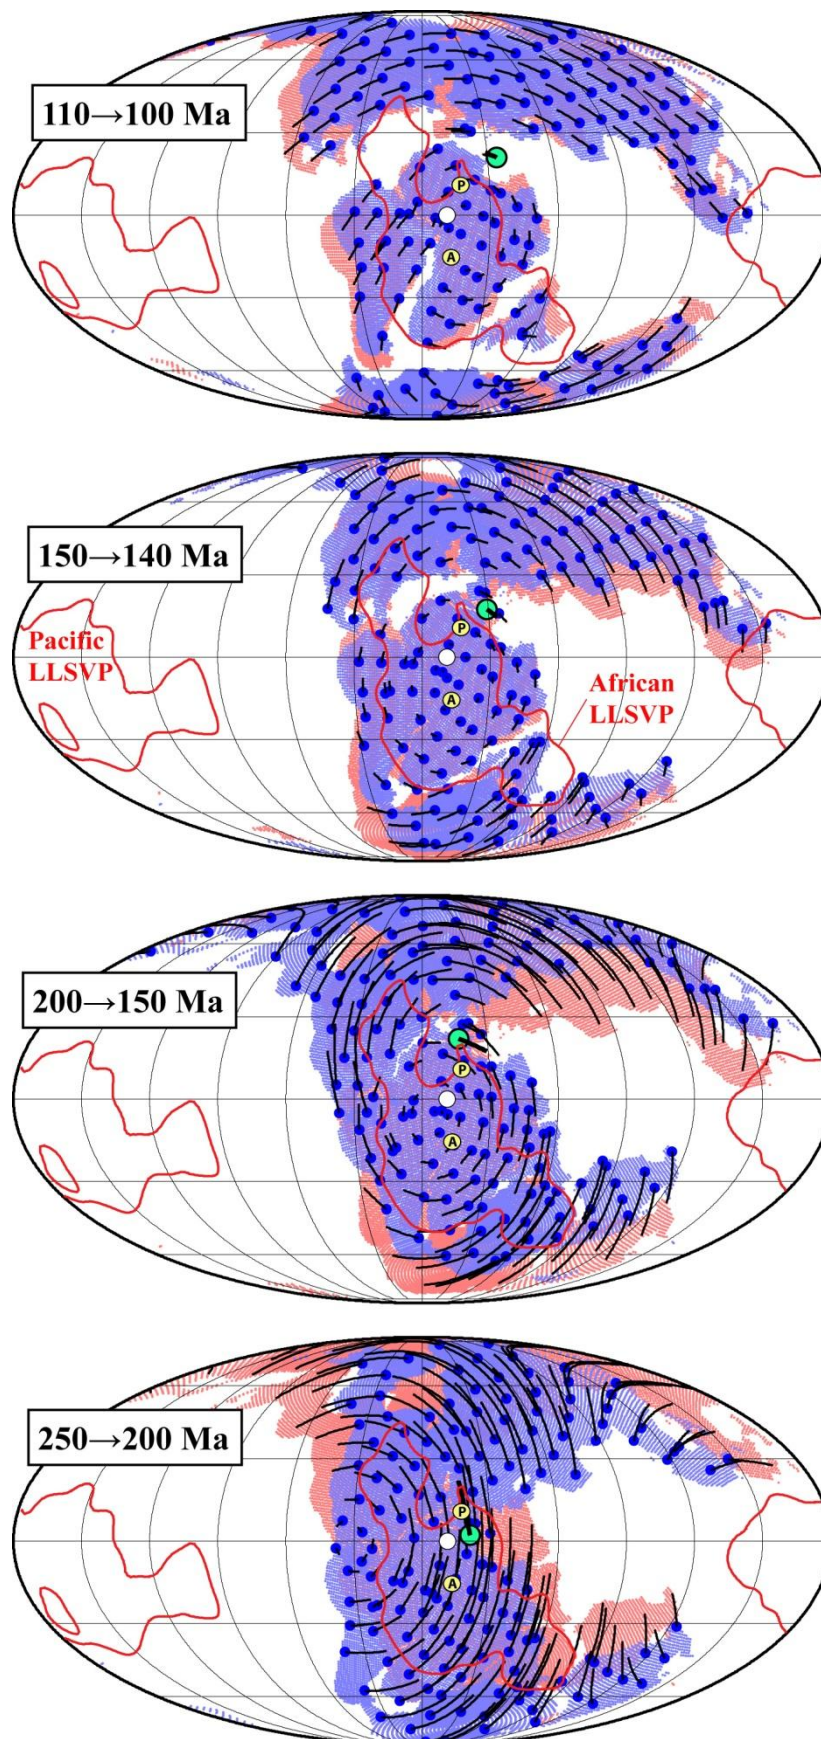 110→100 Ma
P
A
150→140 Ma
Pacific
LLSVP
P
A
African
LLSVP
200→150 Ma
P
A
250→200 Ma
P
A